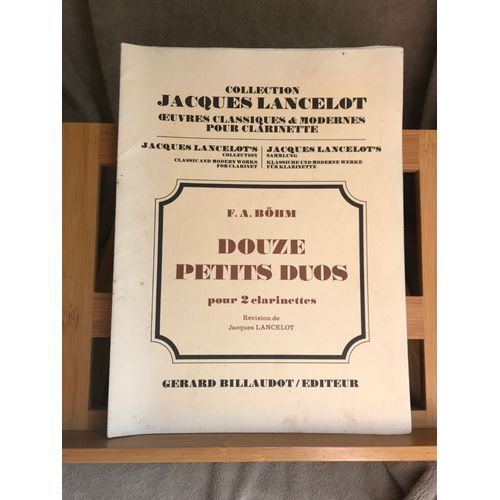 COLLECTION
JACQUES LANCELOT
ŒUVRES CLASSIQUES & MODERNES
POUR CLARINETTE
JACQUES LANCELOT'S
COLLECTION
CLASSIC AND MODERN WORKS
FOR CLARINET
JACQUES LANCELOT'S
SAMMLUNG
KLASSICHE UND MODERNE WERKE
FÜR KLARINETTE
F. A. BÖHM
DOUZE
PETITS DUOS
pour 2 clarinettes
Revision de
Jacques LANCELOT
GERARD BILLAUDOT/EDITEUR